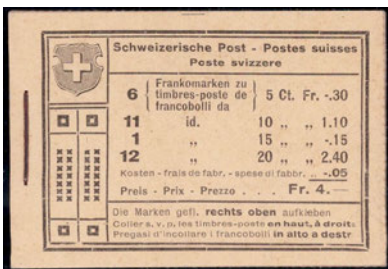 Schweizerische Post - Postes suisses
Poste svizzere
6 Frankomarken zu timbres-poste de francobolli da 5 Ct. Fr. -.30
11 id. 10 „ „ 1.10
1 „ 15 „ -.15
12 „ 20 „ „ 2.40
Kosten - frais de fabr. - spese di fabbr. .. -.05
Preis - Prix - Prezzo . . . Fr. 4.—
Die Marken gefl. rechts oben aufkleben
Coller s. v. p. les timbres-poste en haut, à droite
Pregasi d'incollare i francobolli in alto a destr